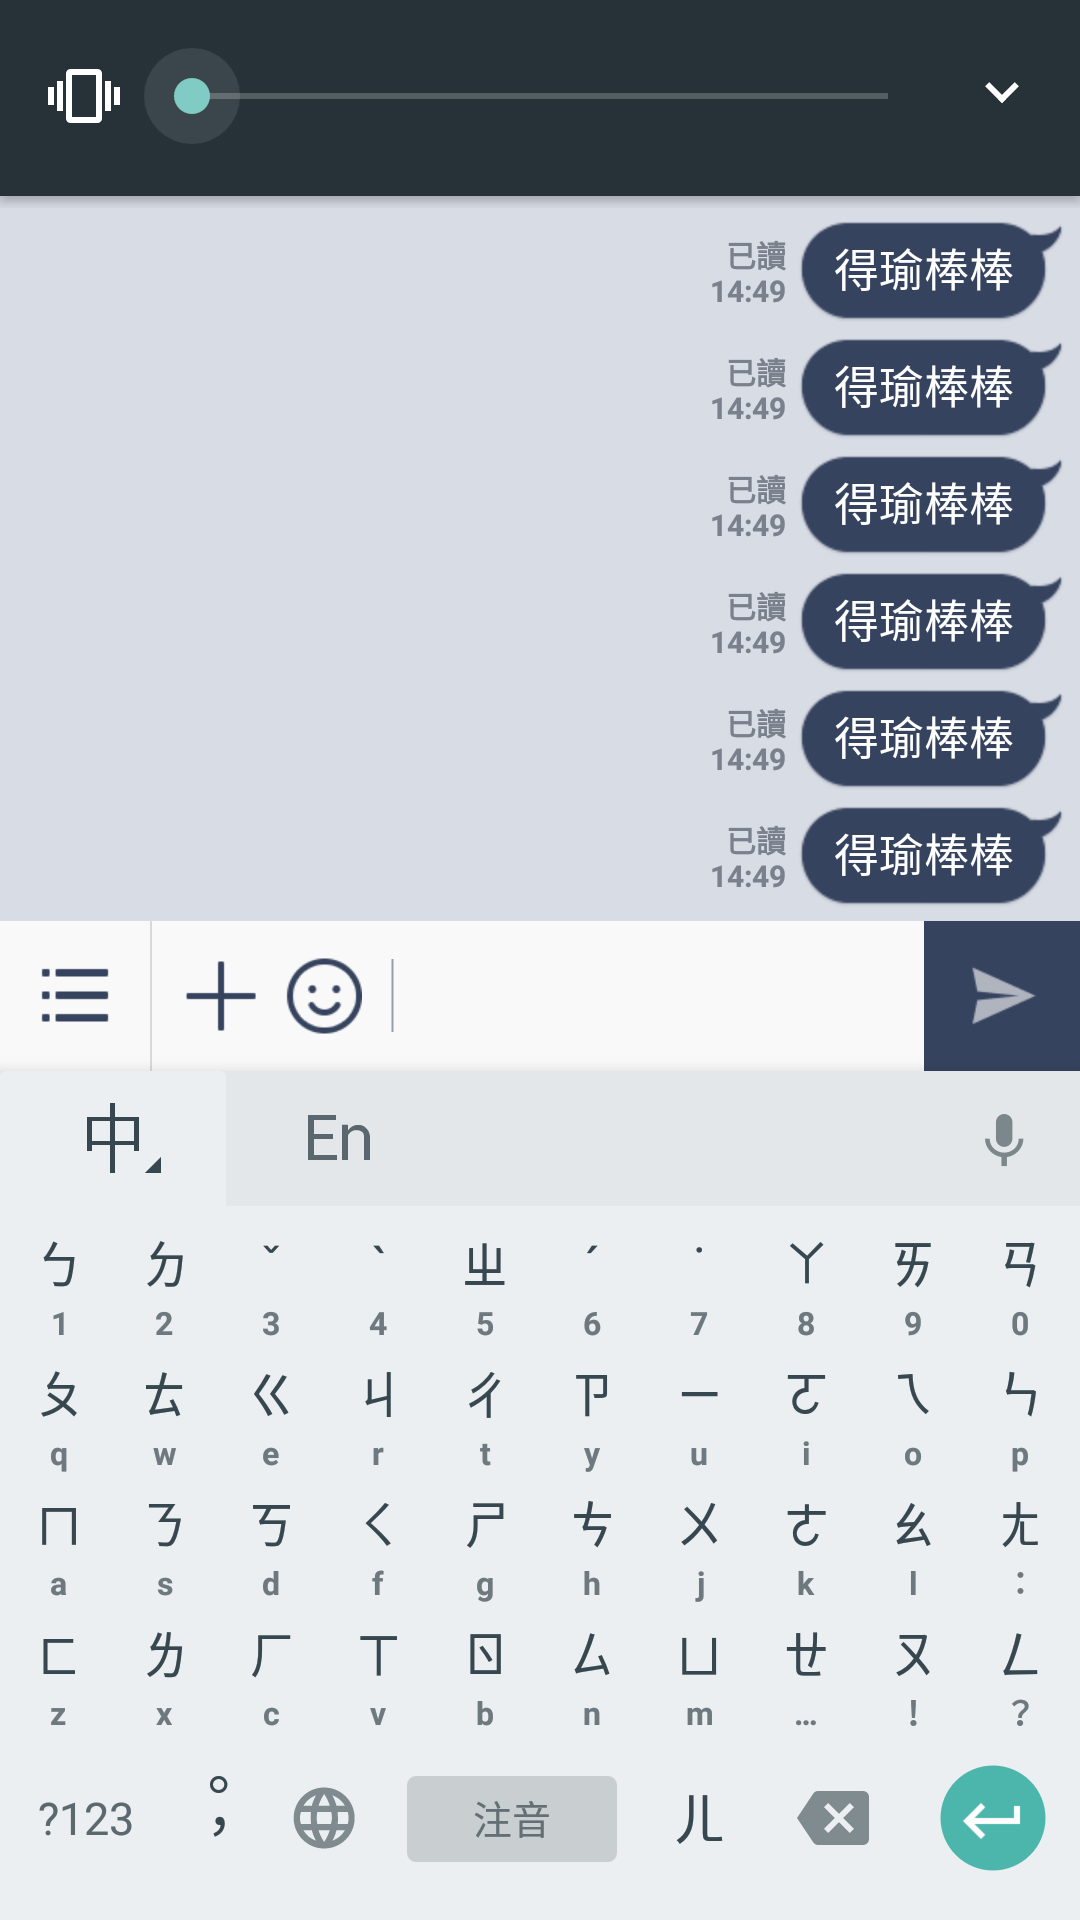 已讀
14:49
得瑜棒棒
已讀
14:49
得瑜棒棒
已讀
14:49
得瑜棒棒
已讀
14:49
得瑜棒棒
已讀
14:49
得瑜棒棒
已讀
14:49
得瑜棒棒
中 En
ㄅ ㄉ ˇ ˋ ㄓ ˊ ˙ ㄚ ㄞ ㄢ
1 2 3 4 5 6 7 8 9 0
ㄆ ㄊ ㄍ ㄐ ㄔ ㄗ ㄧ ㄛ ㄟ ㄣ
q w e r t y u i o p
ㄇ ㄋ ㄎ ㄑ ㄕ ㄘ ㄨ ㄜ ㄠ ㄤ
a s d f g h j k l :
ㄈ ㄌ ㄏ ㄒ ㄖ ㄙ ㄩ ㄝ ㄡ ㄥ
z x c v b n m … ! ?
?123 。, 注音 ㄦ